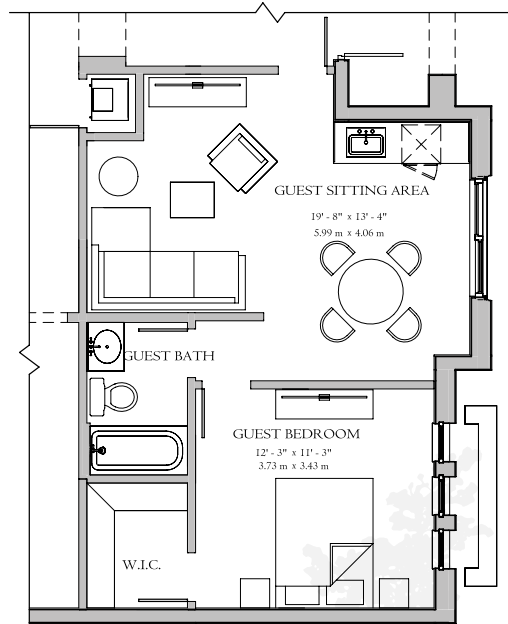 GUEST SITTING AREA
19' - 8" x 13' - 4"
5.99 m x 4.06 m
GUEST BATH
GUEST BEDROOM
12' - 3" x 11' - 3"
3.73 m x 3.43 m
W.I.C.